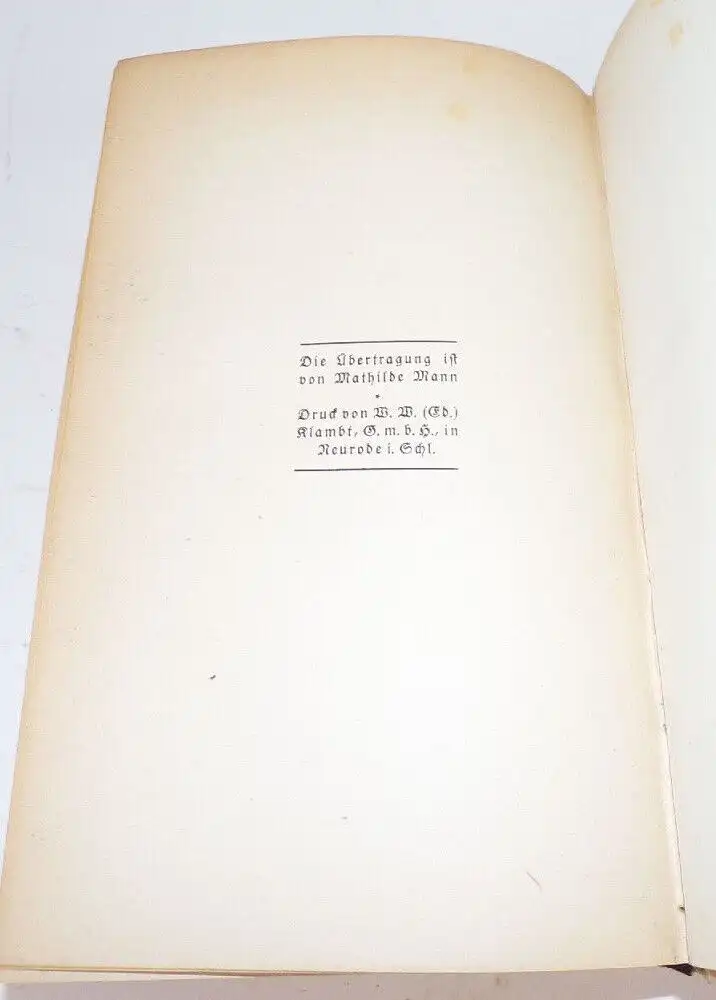 Die Übertragung ist
von Mathilde Mann
*
Druck von W. W. (Ed.)
Klambt, G. m. b. H., in
Neurode i. Schl.